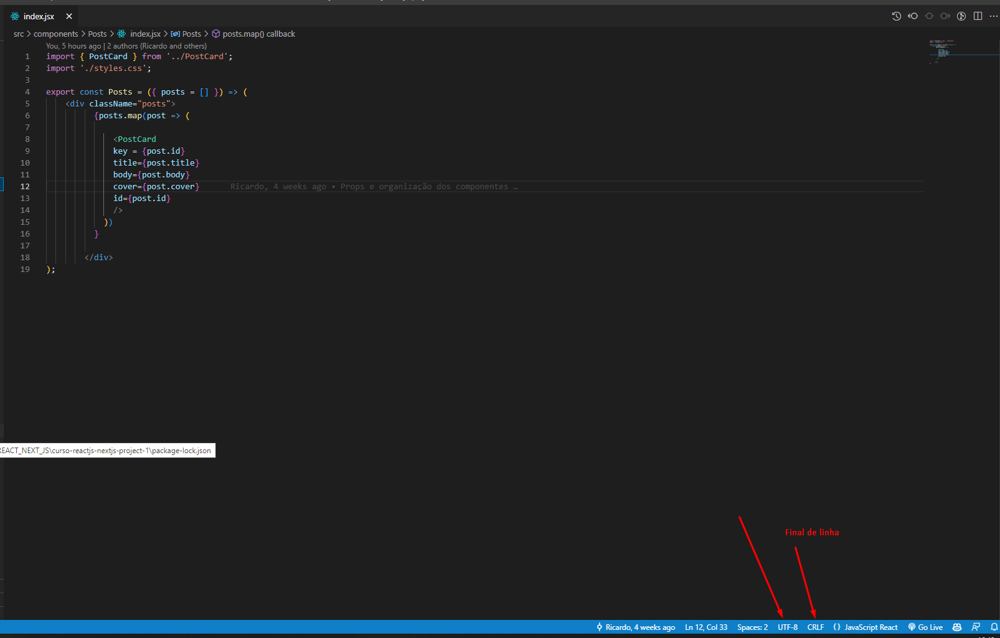 index.jsx
src > components > Posts > index.jsx > Posts > posts.map() callback
You, 5 hours ago | 2 authors (Ricardo and others)
1 import { PostCard } from '../PostCard';
2 import './styles.css';
3
4 export const Posts = ({ posts = [] }) => (
5 <div className="posts">
6 {posts.map(post => (
7
8 <PostCard
9 key = {post.id}
10 title={post.title}
11 body={post.body}
12 cover={post.cover} Ricardo, 4 weeks ago • Props e organização dos componentes …
13 id={post.id}
14 />
15 ))
16 }
17
18 </div>
19 );
REACT_NEXT_JS\curso-reactjs-nextjs-project-1\package-lock.json
Final de linha
Ricardo, 4 weeks ago Ln 12, Col 33 Spaces: 2 UTF-8 CRLF {} JavaScript React Go Live